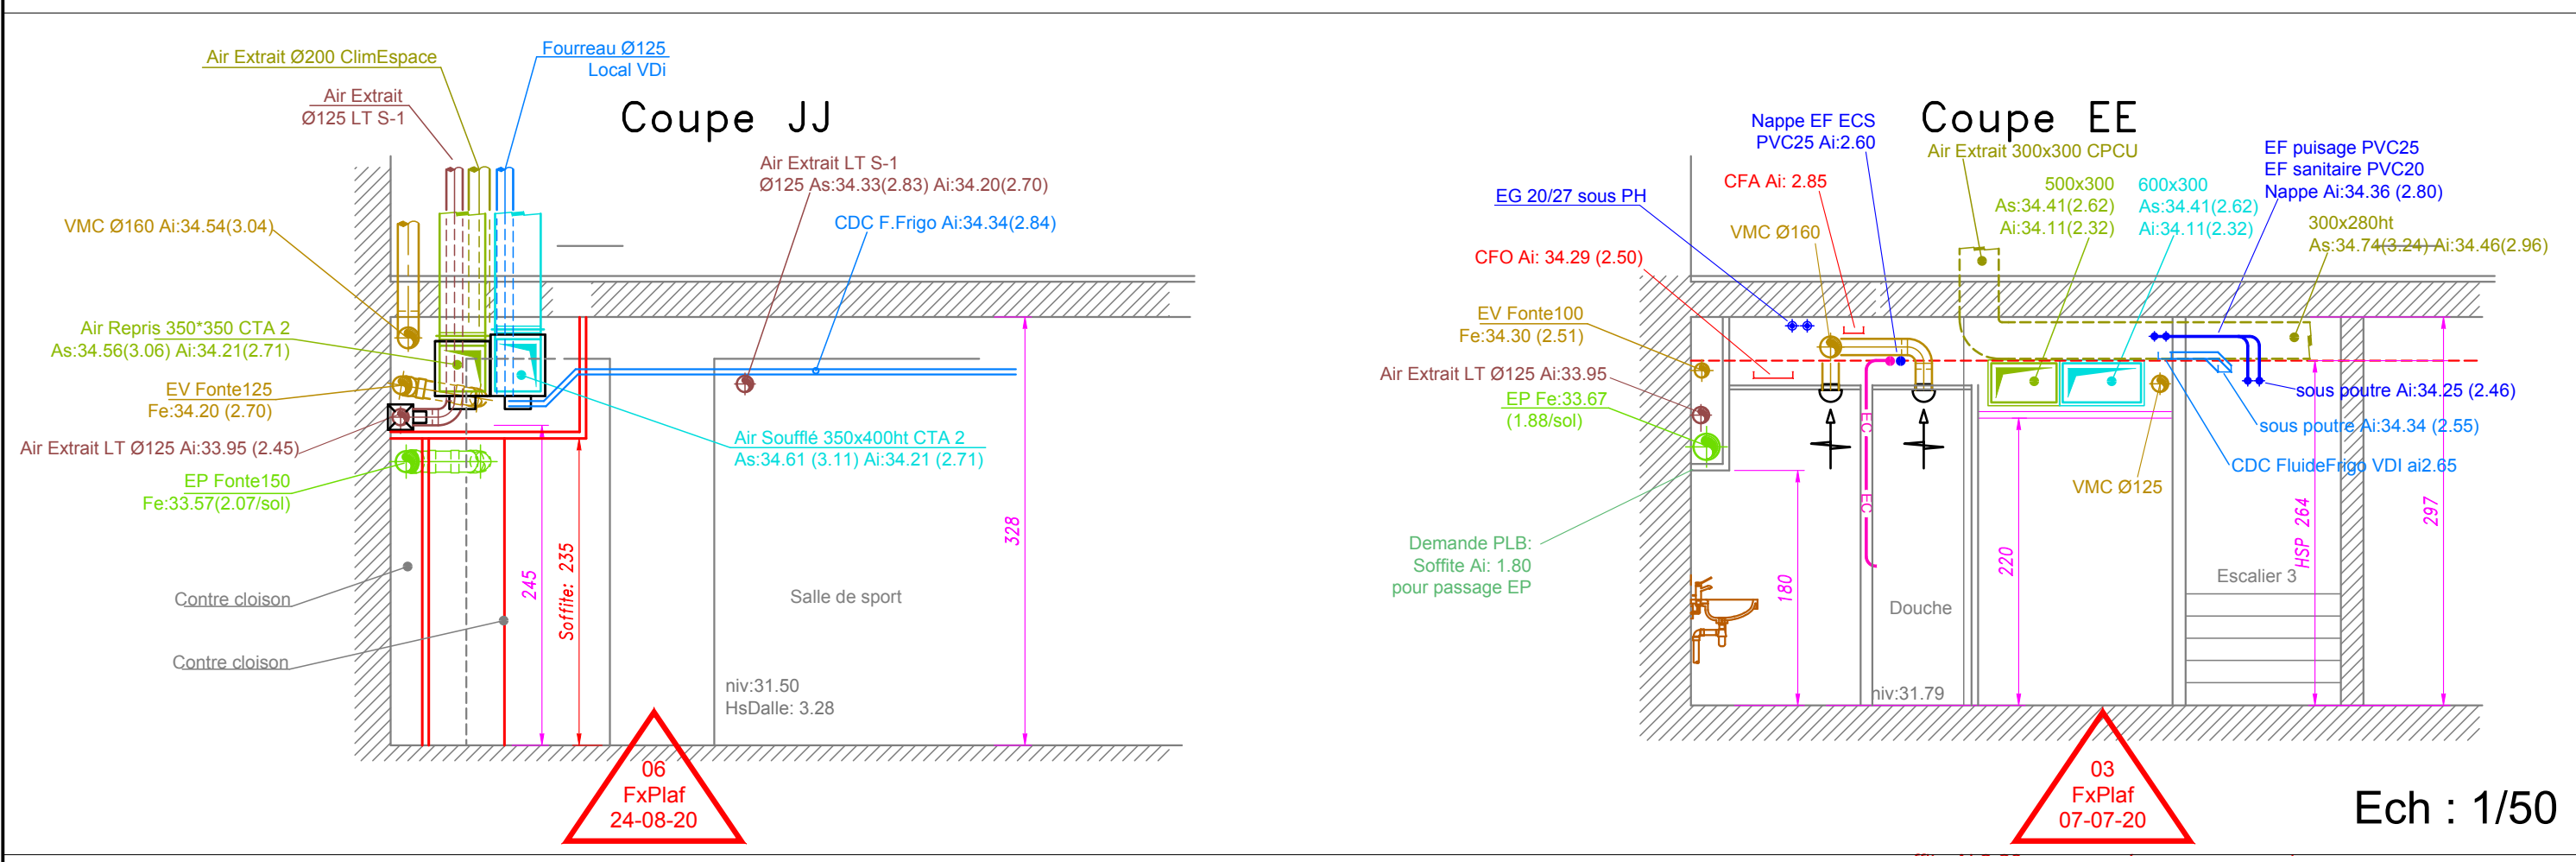 Air Extrait Ø200 ClimEspace
Fourreau Ø125
Local VDi
Air Extrait
Ø125 LT S-1
Coupe JJ
Air Extrait LT S-1
Ø125 As:34.33(2.83) Ai:34.20(2.70)
VMC Ø160 Ai:34.54(3.04)
CDC F.Frigo Ai:34.34(2.84)
Air Repris 350*350 CTA 2
As:34.56(3.06) Ai:34.21(2.71)
EV Fonte125
Fe:34.20 (2.70)
Air Extrait LT Ø125 Ai:33.95 (2.45)
Air Soufflé 350x400ht CTA 2
As:34.61 (3.11) Ai:34.21 (2.71)
EP Fonte150
Fe:33.57(2.07/sol)
Contre cloison
Contre cloison
245
Soffite: 235
328
Salle de sport
niv:31.50
HsDalle: 3.28
06
FxPlaf
24-08-20
Coupe EE
Nappe EF ECS
PVC25 Ai:2.60
Air Extrait 300x300 CPCU
EF puisage PVC25
EF sanitaire PVC20
Nappe Ai:34.36 (2.80)
CFA Ai: 2.85
500x300
As:34.41(2.62)
Ai:34.11(2.32)
600x300
As:34.41(2.62)
Ai:34.11(2.32)
EG 20/27 sous PH
VMC Ø160
300x280ht
As:34.74(3.24) Ai:34.46(2.96)
CFO Ai: 34.29 (2.50)
EV Fonte100
Fe:34.30 (2.51)
Air Extrait LT Ø125 Ai:33.95
EP Fe:33.67
(1.88/sol)
sous poutre Ai:34.25 (2.46)
sous poutre Ai:34.34 (2.55)
CDC FluideFrigo VDI ai2.65
VMC Ø125
EC
EC
Demande PLB:
Soffite Ai: 1.80
pour passage EP
180
Douche
220
Escalier 3
HSP 264
297
niv:31.79
03
FxPlaf
07-07-20
Ech : 1/50